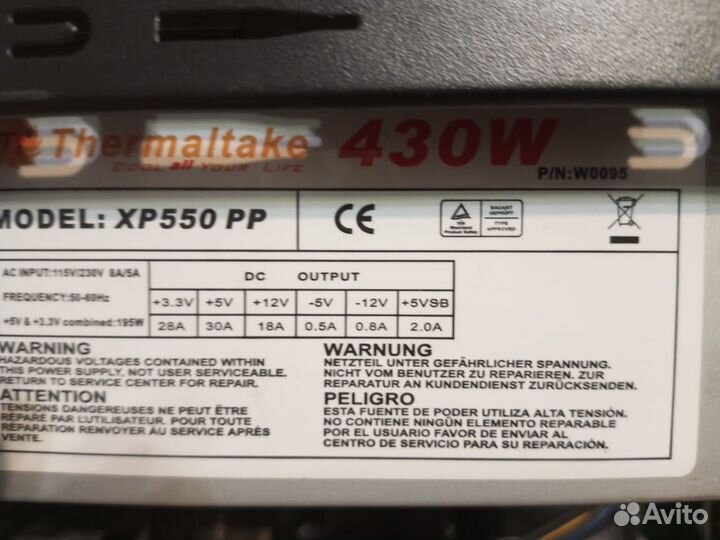 Thermaltake 430W
COOL all YOUR LIFE
P/N:W0095
MODEL: XP550 PP
CE
TÜV
BAUART GEPRÜFT
TYPE APPROVED
AC INPUT:115V/230V 8A/5A
FREQUENCY:50-60Hz
+5V & +3.3V combined:195W
DC OUTPUT
+3.3V +5V +12V -5V -12V +5VSB
28A 30A 18A 0.5A 0.8A 2.0A
WARNING
HAZARDOUS VOLTAGES CONTAINED WITHIN
THIS POWER SUPPLY, NOT USER SERVICEABLE.
RETURN TO SERVICE CENTER FOR REPAIR.
ATTENTION
TENSIONS DANGEREUSES NE PEUT ÊTRE
RÉPARÉ PAR L'UTILISATEUR. POUR TOUTE
RÉPARATION RENVOYER AU SERVICE APRÉS
VENTE.
WARNUNG
NETZTEIL UNTER GEFÄHRLICHER SPANNUNG.
NICHT VOM BENUTZER ZU REPARIEREN. ZUR
REPARATUR AN KUNDENDIENST ZURÜCKSENDEN.
PELIGRO
ESTA FUENTE DE PODER UTILIZA ALTA TENSIÓN.
NO CONTIENE NINGÚN ELEMENTO REPARABLE
POR EL USUARIO FAVOR DE ENVIAR AL
CENTRO DE SERVICIO PARA SU REPARACIÓN.
Avito